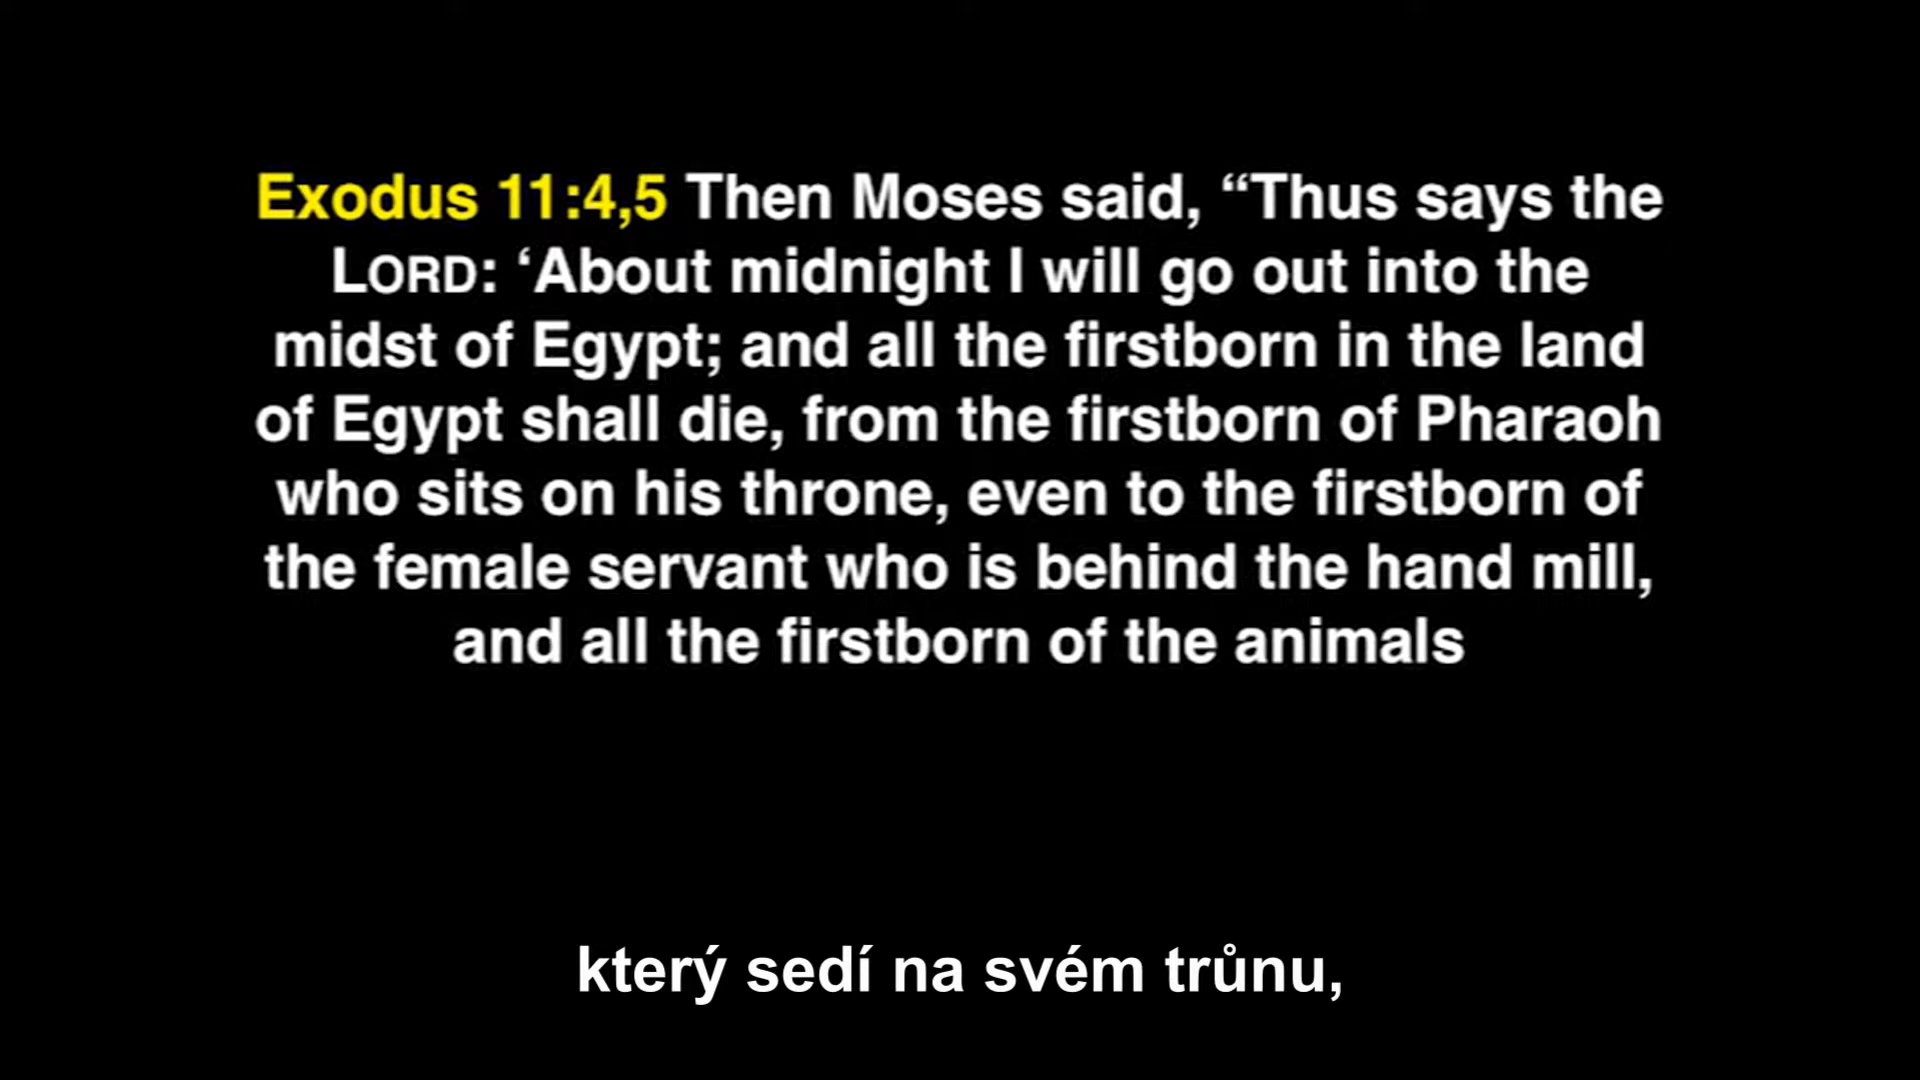 Exodus 11:4,5 Then Moses said, “Thus says the
LORD: ‘About midnight I will go out into the
midst of Egypt; and all the firstborn in the land
of Egypt shall die, from the firstborn of Pharaoh
who sits on his throne, even to the firstborn of
the female servant who is behind the hand mill,
and all the firstborn of the animals
který sedí na svém trůnu,